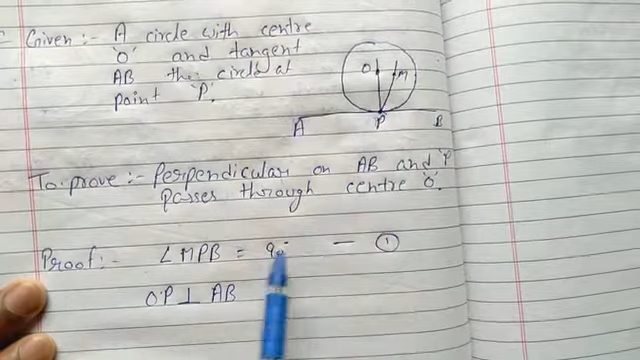 Given :- A circle with centre
'O' and tangent
AB the circle at
point 'P'.
O M
A P B
To prove :- Perpendicular on AB and 'P'
Passes through centre 'O'.
Proof :- ∠MPB = 90° — ①
OP ⊥ AB